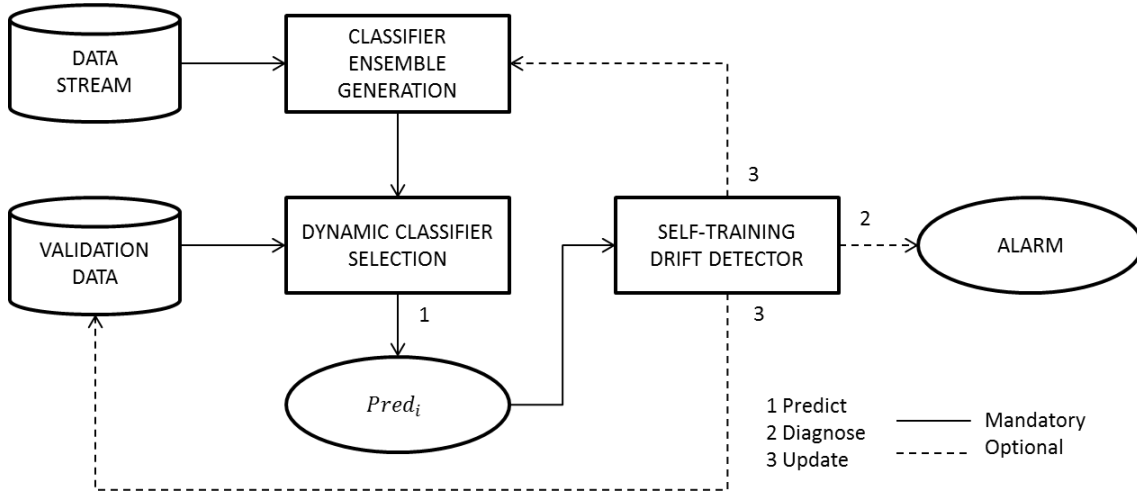 DATA
STREAM
CLASSIFIER
ENSEMBLE
GENERATION
3
VALIDATION
DATA
DYNAMIC CLASSIFIER
SELECTION
SELF-TRAINING
DRIFT DETECTOR
2
ALARM
1
3
Pred_i
1 Predict
2 Diagnose
3 Update
Mandatory
Optional